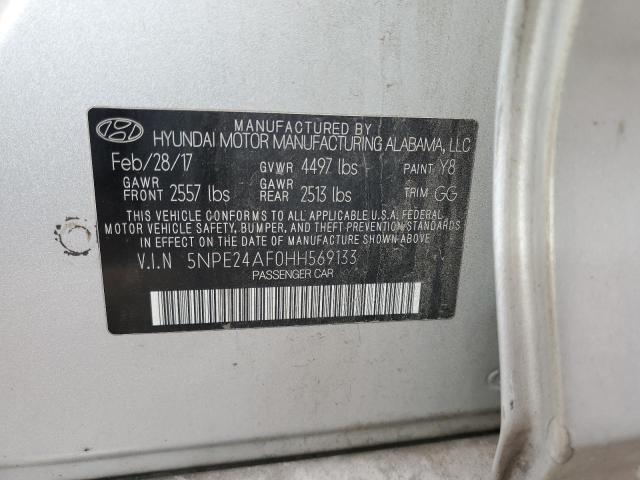 MANUFACTURED BY
HYUNDAI MOTOR MANUFACTURING ALABAMA, LLC
Feb/28/17 GVWR 4497 lbs PAINT Y8
GAWR FRONT 2557 lbs GAWR REAR 2513 lbs TRIM GG
THIS VEHICLE CONFORMS TO ALL APPLICABLE U.S.A. FEDERAL
MOTOR VEHICLE SAFETY, BUMPER, AND THEFT PREVENTION STANDARDS
IN EFFECT ON THE DATE OF MANUFACTURE SHOWN ABOVE.
V.I.N 5NPE24AF0HH569133
PASSENGER CAR